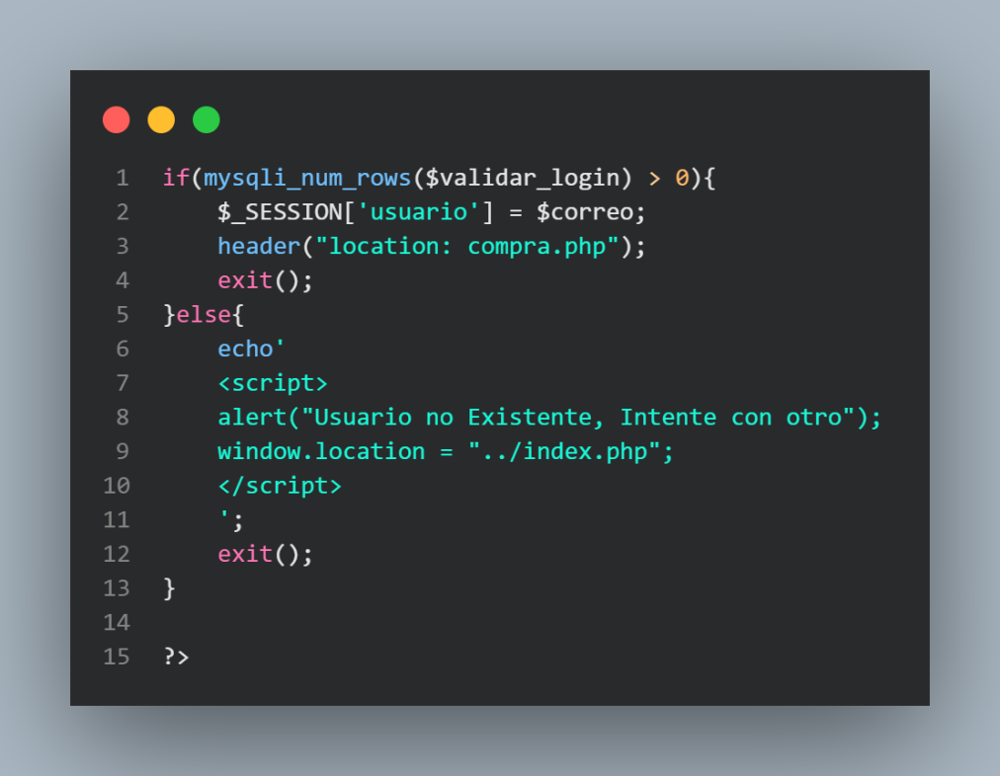 1 if(mysqli_num_rows($validar_login) > 0){
2     $_SESSION['usuario'] = $correo;
3     header("location: compra.php");
4     exit();
5 }else{
6     echo'
7     <script>
8     alert("Usuario no Existente, Intente con otro");
9     window.location = "../index.php";
10     </script>
11     ';
12     exit();
13 }
14
15 ?>